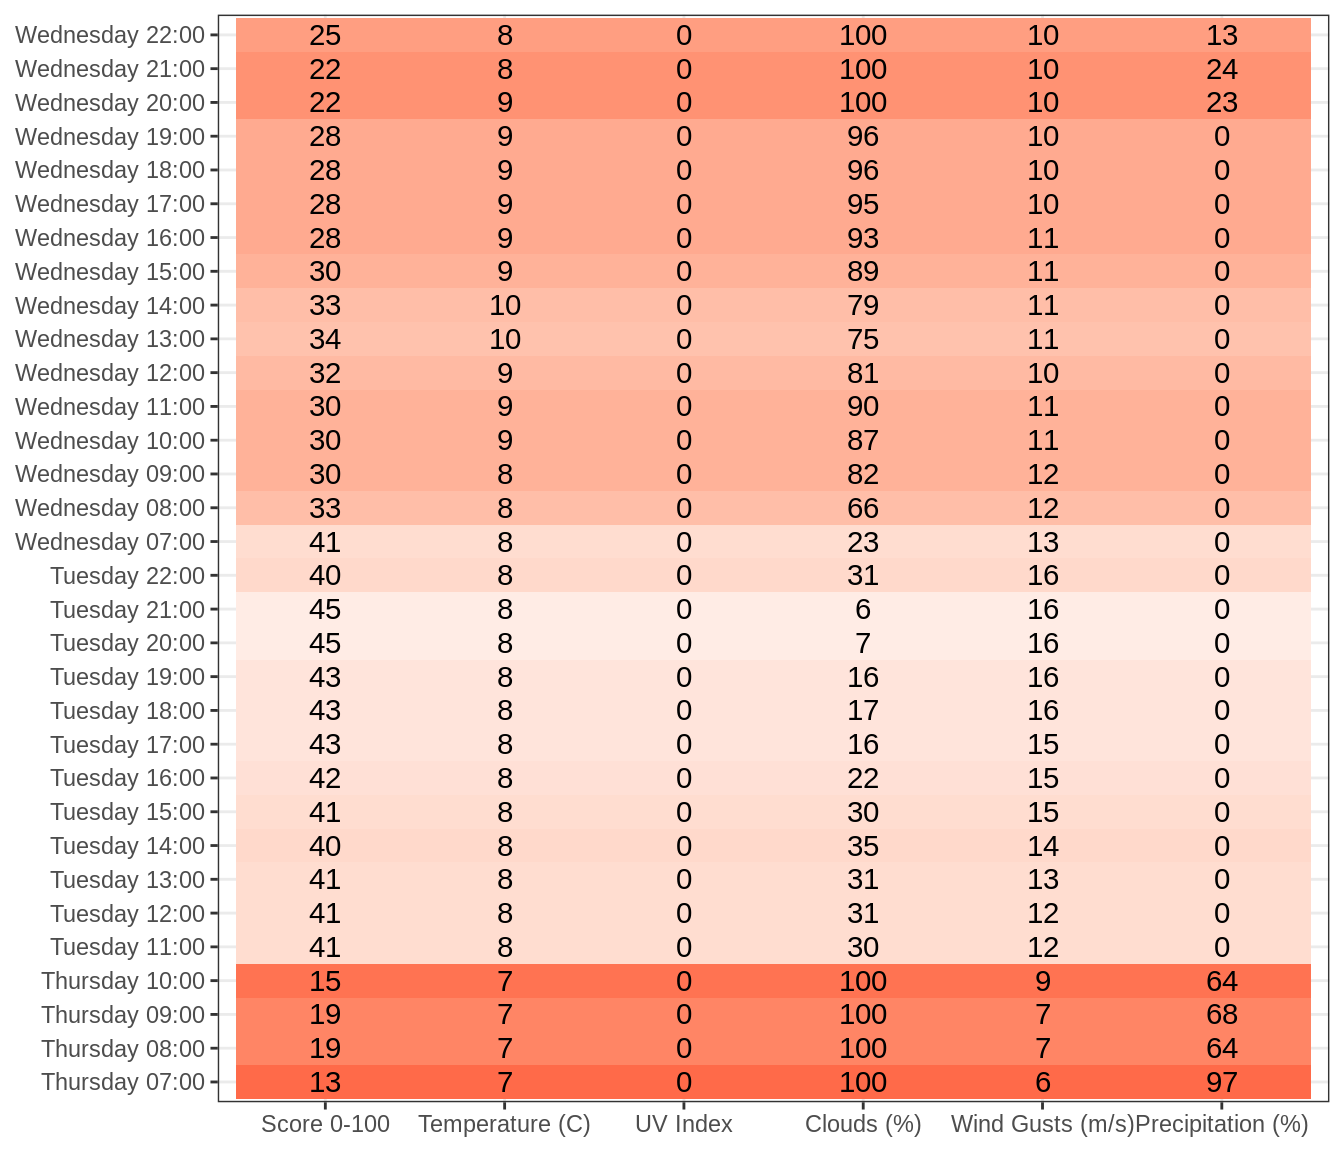 Wednesday 22:00 25 8 0 100 10 13
Wednesday 21:00 22 8 0 100 10 24
Wednesday 20:00 22 9 0 100 10 23
Wednesday 19:00 28 9 0 96 10 0
Wednesday 18:00 28 9 0 96 10 0
Wednesday 17:00 28 9 0 95 10 0
Wednesday 16:00 28 9 0 93 11 0
Wednesday 15:00 30 9 0 89 11 0
Wednesday 14:00 33 10 0 79 11 0
Wednesday 13:00 34 10 0 75 11 0
Wednesday 12:00 32 9 0 81 10 0
Wednesday 11:00 30 9 0 90 11 0
Wednesday 10:00 30 9 0 87 11 0
Wednesday 09:00 30 8 0 82 12 0
Wednesday 08:00 33 8 0 66 12 0
Wednesday 07:00 41 8 0 23 13 0
Tuesday 22:00 40 8 0 31 16 0
Tuesday 21:00 45 8 0 6 16 0
Tuesday 20:00 45 8 0 7 16 0
Tuesday 19:00 43 8 0 16 16 0
Tuesday 18:00 43 8 0 17 16 0
Tuesday 17:00 43 8 0 16 15 0
Tuesday 16:00 42 8 0 22 15 0
Tuesday 15:00 41 8 0 30 15 0
Tuesday 14:00 40 8 0 35 14 0
Tuesday 13:00 41 8 0 31 13 0
Tuesday 12:00 41 8 0 31 12 0
Tuesday 11:00 41 8 0 30 12 0
Thursday 10:00 15 7 0 100 9 64
Thursday 09:00 19 7 0 100 7 68
Thursday 08:00 19 7 0 100 7 64
Thursday 07:00 13 7 0 100 6 97
Score 0-100 Temperature (C) UV Index Clouds (%) Wind Gusts (m/s) Precipitation (%)